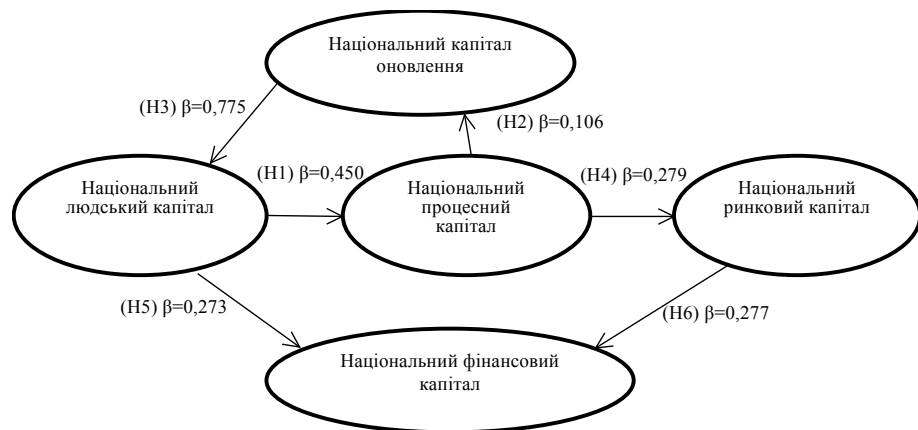 Національний капітал
оновлення
(H3) β=0,775
(H2) β=0,106
Національний
людський капітал
(H1) β=0,450
Національний
процесний
капітал
(H4) β=0,279
Національний
ринковий капітал
(H5) β=0,273
(H6) β=0,277
Національний фінансовий
капітал